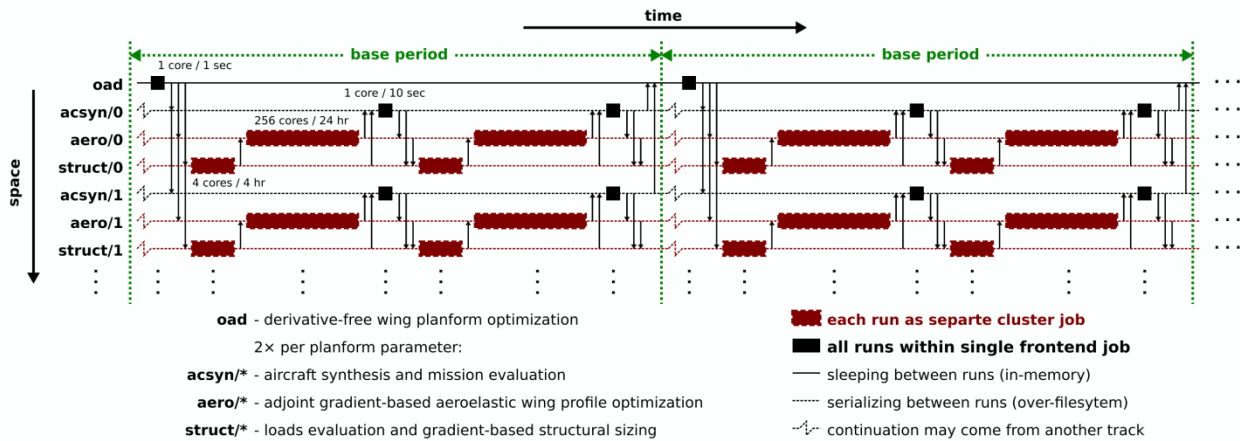 time
base period
base period
1 core / 1 sec
oad
1 core / 10 sec
acsyn/0
256 cores / 24 hr
aero/0
struct/0
4 cores / 4 hr
acsyn/1
aero/1
struct/1
space
oad - derivative-free wing planform optimization
2× per planform parameter:
acsyn/* - aircraft synthesis and mission evaluation
aero/* - adjoint gradient-based aeroelastic wing profile optimization
struct/* - loads evaluation and gradient-based structural sizing
each run as separte cluster job
all runs within single frontend job
sleeping between runs (in-memory)
serializing between runs (over-filesytem)
continuation may come from another track